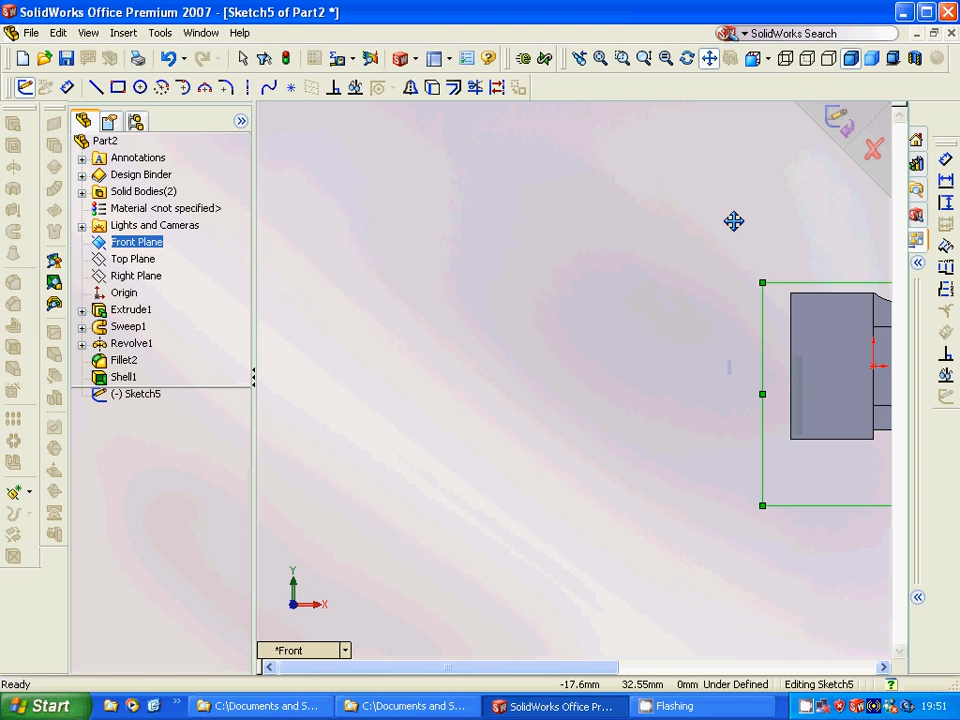 SolidWorks Office Premium 2007 - [Sketch5 of Part2 *]
File Edit View Insert Tools Window Help
SolidWorks Search
Part2
Annotations
Design Binder
Solid Bodies(2)
Material <not specified>
Lights and Cameras
Front Plane
Top Plane
Right Plane
Origin
Extrude1
Sweep1
Revolve1
Fillet2
Shell1
(-) Sketch5
Y
X
*Front
Ready
-17.6mm 32.55mm 0mm Under Defined Editing Sketch5
Start C:\Documents and S... C:\Documents and S... SolidWorks Office Pr... Flashing 19:51